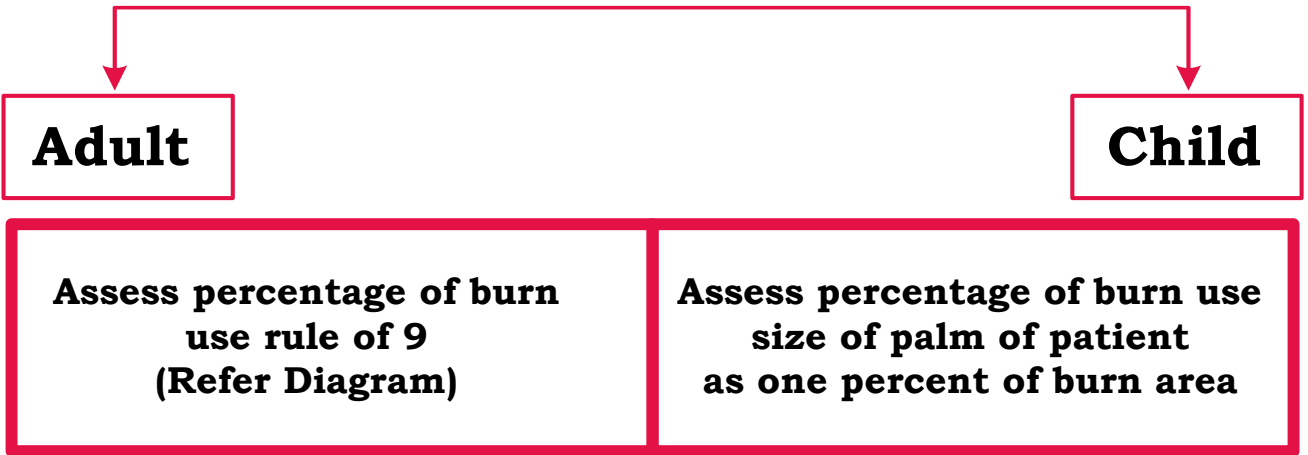 Adult
Child
Assess percentage of burn
use rule of 9
(Refer Diagram)
Assess percentage of burn use
size of palm of patient
as one percent of burn area